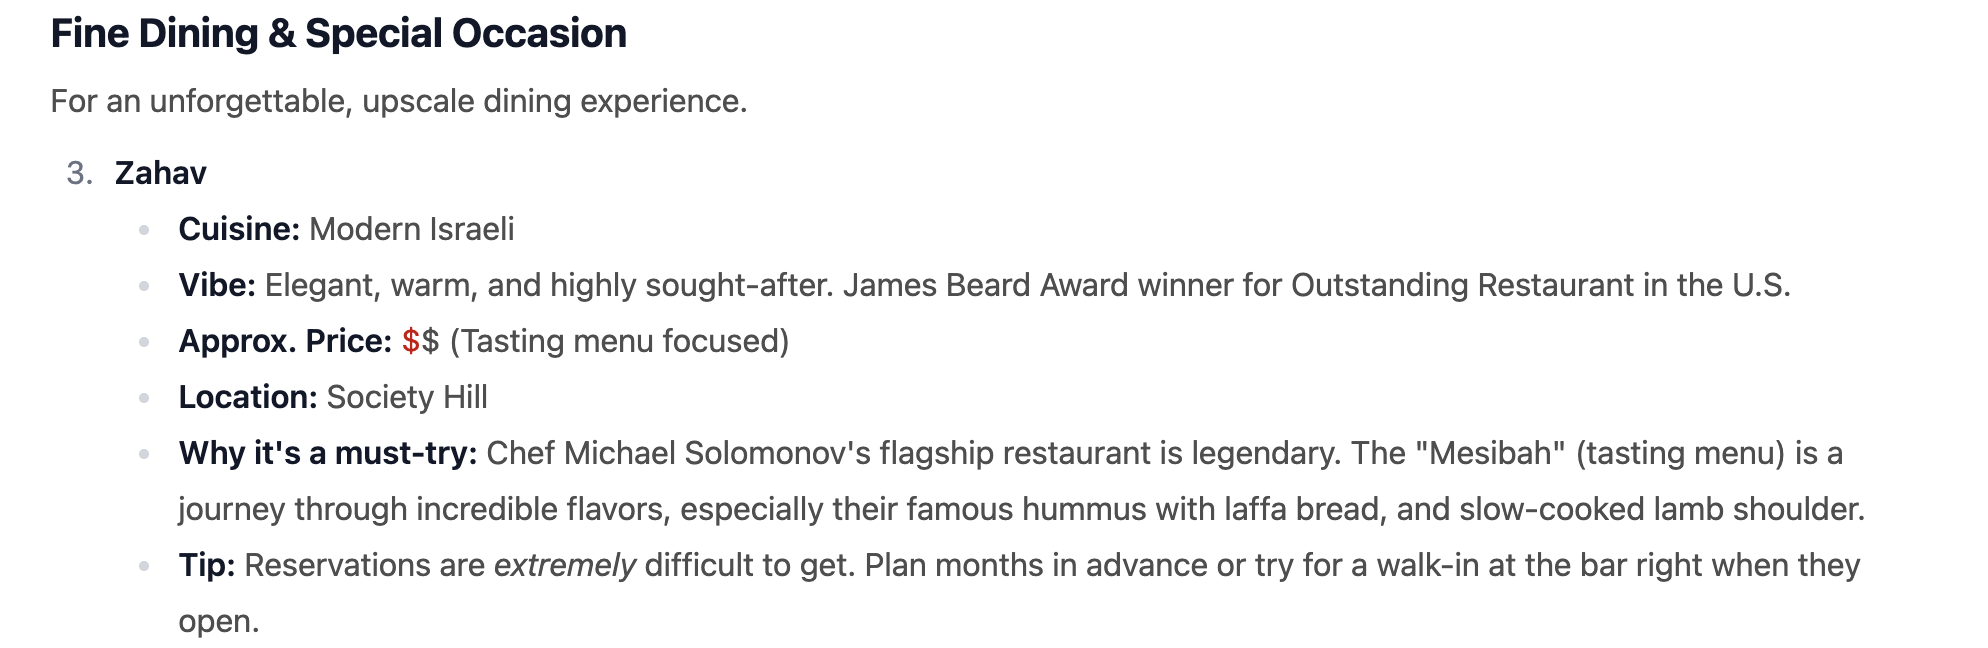 Fine Dining & Special Occasion
For an unforgettable, upscale dining experience.
3. Zahav
• Cuisine: Modern Israeli
• Vibe: Elegant, warm, and highly sought-after. James Beard Award winner for Outstanding Restaurant in the U.S.
• Approx. Price: $$ (Tasting menu focused)
• Location: Society Hill
• Why it's a must-try: Chef Michael Solomonov's flagship restaurant is legendary. The "Mesibah" (tasting menu) is a
journey through incredible flavors, especially their famous hummus with laffa bread, and slow-cooked lamb shoulder.
• Tip: Reservations are extremely difficult to get. Plan months in advance or try for a walk-in at the bar right when they
open.